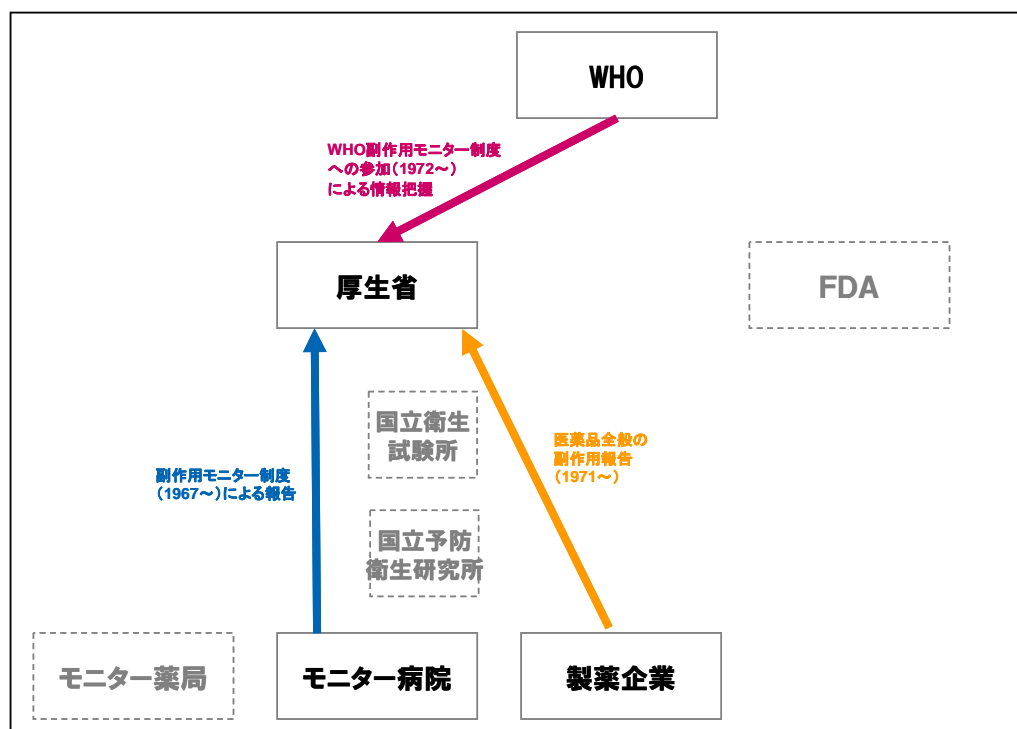 WHO
WHO副作用モニター制度
への参加（1972～）
による情報把握
厚生省
FDA
国立衛生
試験所
医薬品全般の
副作用報告
（1971～）
副作用モニター制度
（1967～）による報告
国立予防
衛生研究所
モニター薬局
モニター病院
製薬企業